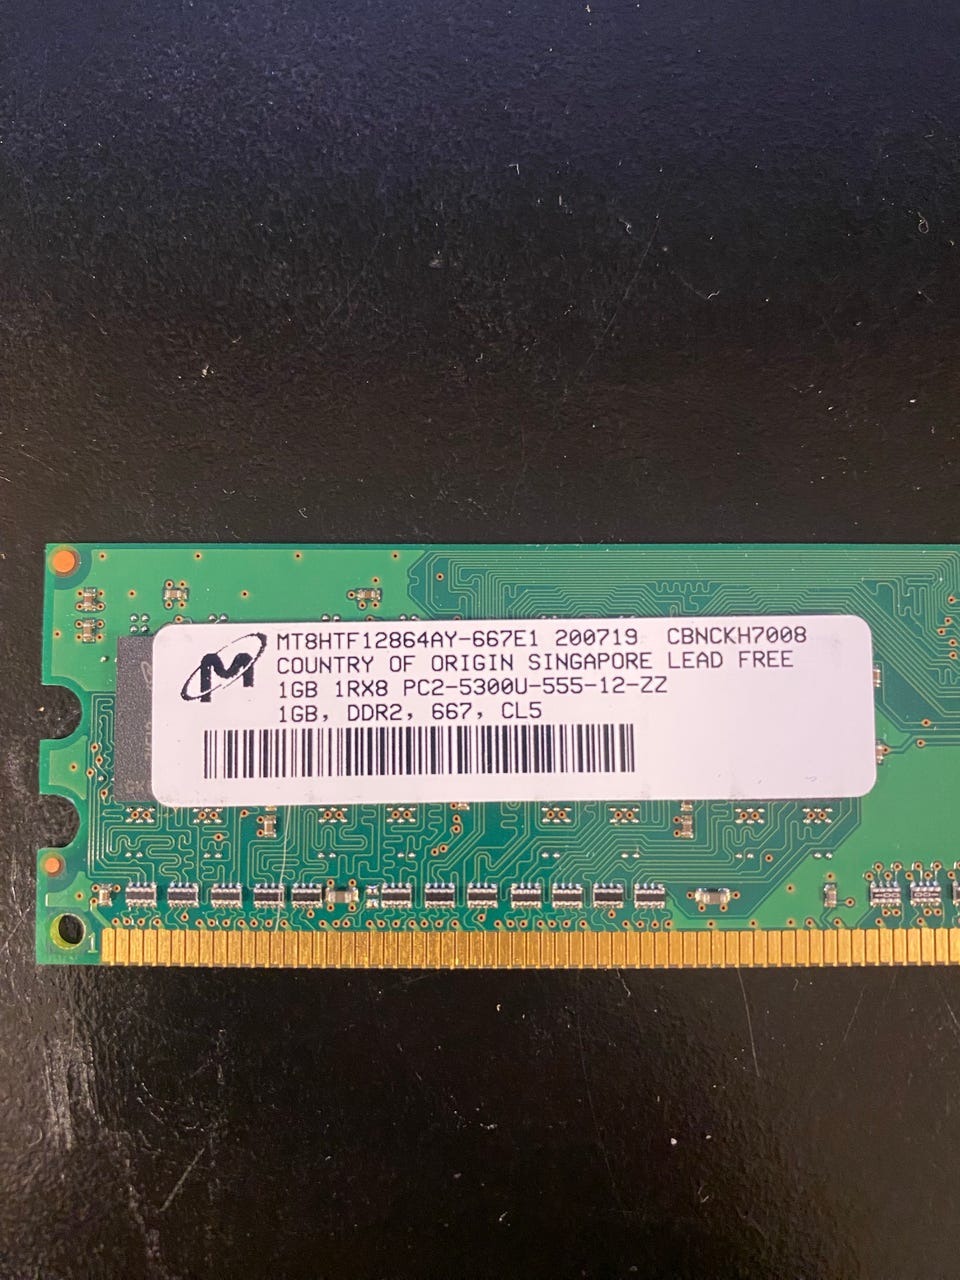 MT8HTF12864AY-667E1 200719 CBNCKH7008
COUNTRY OF ORIGIN SINGAPORE LEAD FREE
1GB 1RX8 PC2-5300U-555-12-ZZ
1GB, DDR2, 667, CL5
1